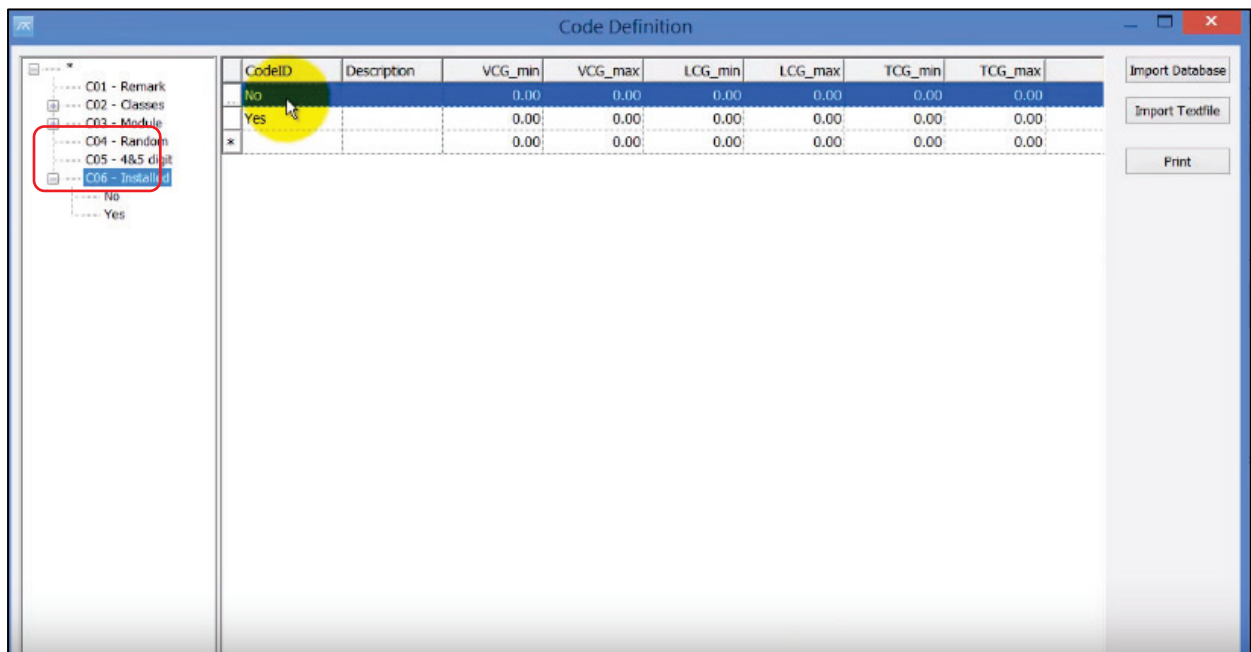 Code Definition
*
C01 - Remark
C02 - Classes
C03 - Module
C04 - Random
C05 - 4&5 digit
C06 - Installed
No
Yes
CodeID Description VCG_min VCG_max LCG_min LCG_max TCG_min TCG_max
No 0.00 0.00 0.00 0.00 0.00 0.00
Yes 0.00 0.00 0.00 0.00 0.00 0.00
* 0.00 0.00 0.00 0.00 0.00 0.00
Import Database
Import Textfile
Print